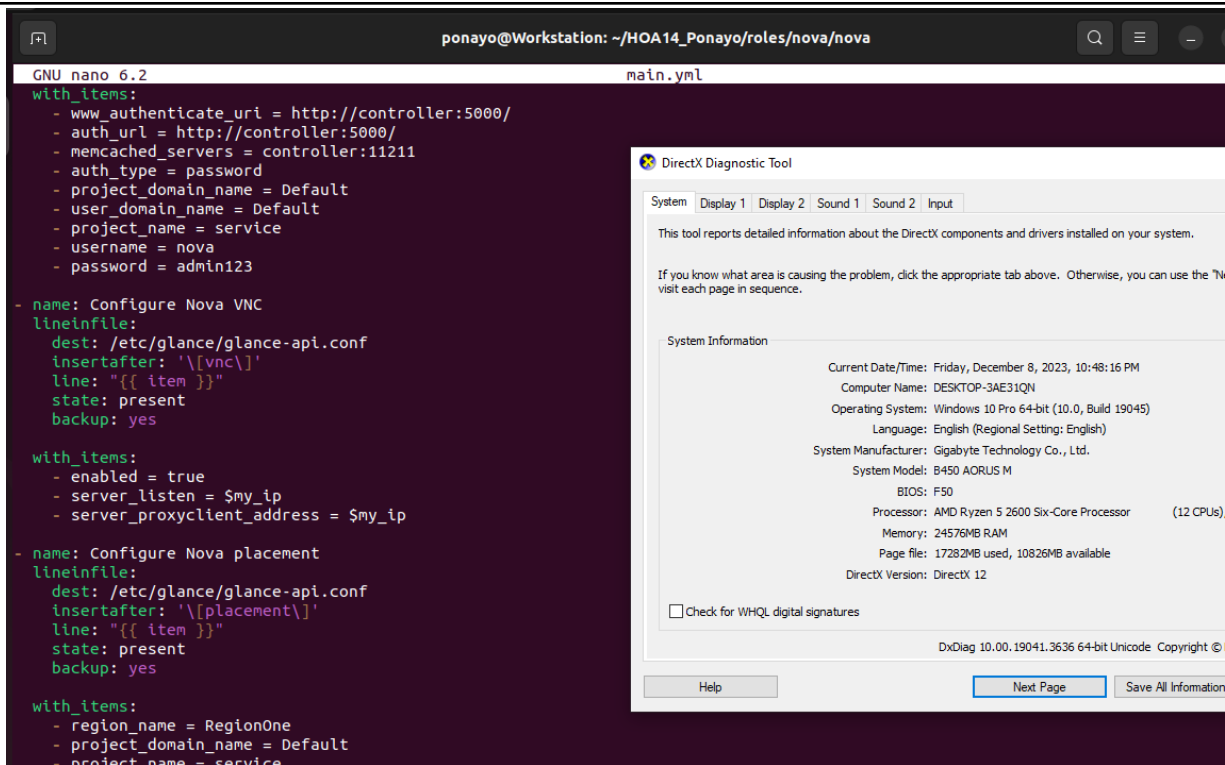 ponayo@Workstation: ~/HOA14_Ponayo/roles/nova/nova
GNU nano 6.2 main.yml
with_items:
- www_authenticate_uri = http://controller:5000/
- auth_url = http://controller:5000/
- memcached_servers = controller:11211
- auth_type = password
- project_domain_name = Default
- user_domain_name = Default
- project_name = service
- username = nova
- password = admin123
- name: Configure Nova VNC
lineinfile:
dest: /etc/glance/glance-api.conf
insertafter: '\[vnc\]'
line: "{{ item }}"
state: present
backup: yes
with_items:
- enabled = true
- server_listen = $my_ip
- server_proxyclient_address = $my_ip
- name: Configure Nova placement
lineinfile:
dest: /etc/glance/glance-api.conf
insertafter: '\[placement\]'
line: "{{ item }}"
state: present
backup: yes
with_items:
- region_name = RegionOne
- project_domain_name = Default
- project_name = service
DirectX Diagnostic Tool
System Display 1 Display 2 Sound 1 Sound 2 Input
This tool reports detailed information about the DirectX components and drivers installed on your system.
If you know what area is causing the problem, click the appropriate tab above. Otherwise, you can use the "Ne
visit each page in sequence.
System Information
Current Date/Time: Friday, December 8, 2023, 10:48:16 PM
Computer Name: DESKTOP-3AE31QN
Operating System: Windows 10 Pro 64-bit (10.0, Build 19045)
Language: English (Regional Setting: English)
System Manufacturer: Gigabyte Technology Co., Ltd.
System Model: B450 AORUS M
BIOS: F50
Processor: AMD Ryzen 5 2600 Six-Core Processor (12 CPUs),
Memory: 24576MB RAM
Page file: 17282MB used, 10826MB available
DirectX Version: DirectX 12
Check for WHQL digital signatures
DxDiag 10.00.19041.3636 64-bit Unicode Copyright ©
Help Next Page Save All Information